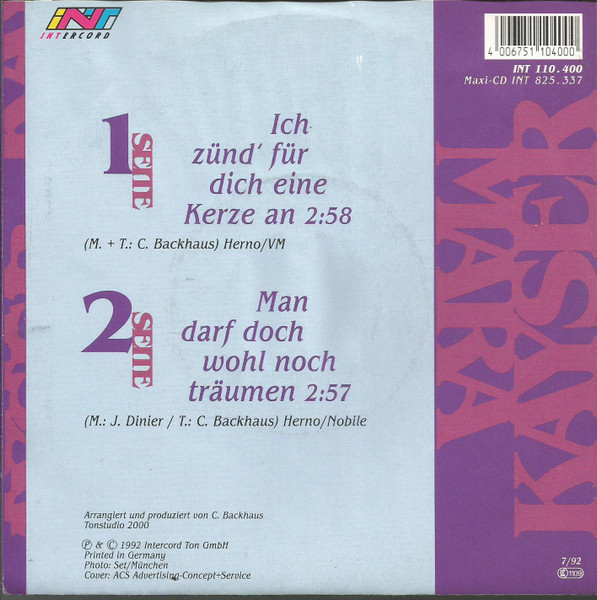 INT
INTERCORD
4 006751 104000
INT 110.400
Maxi-CD INT 825.337
1 SEITE
Ich
zünd' für
dich eine
Kerze an 2:58
(M. + T.: C. Backhaus) Herno/VM
2 SEITE
Man
darf doch
wohl noch
träumen 2:57
(M.: J. Dinier / T.: C. Backhaus) Herno/Nobile
MARA
KAYSER
Arrangiert und produziert von C. Backhaus
Tonstudio 2000
Ⓟ & © 1992 Intercord Ton GmbH
Printed in Germany
Photo: Set/München
Cover: ACS Advertising-Concept+Service
7/92